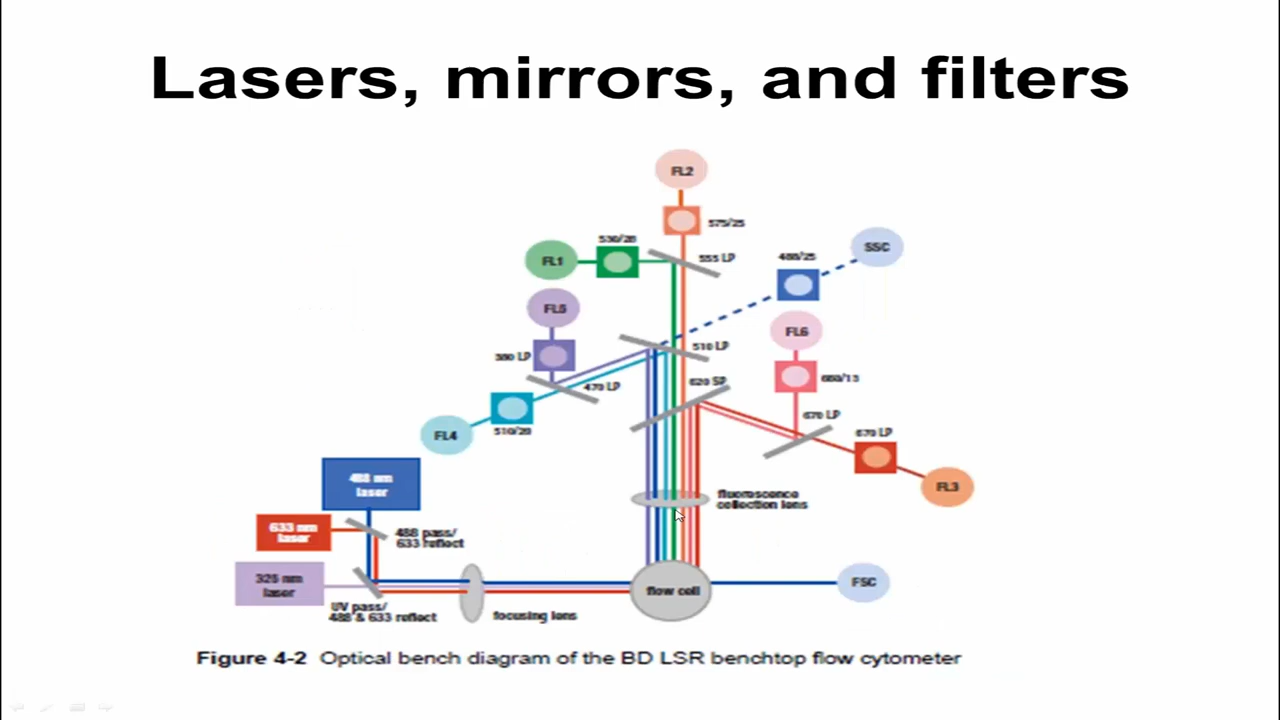 Lasers, mirrors, and filters
FL2
575/25
530/28
FL1
555 LP
SSC
488/25
FL5
FL6
380 LP
510 LP
470 LP
620 SP
660/13
510/20
FL4
670 LP
670 LP
FL3
488 nm
laser
633 nm
laser
488 pass/
633 reflect
fluorescence
collection lens
325 nm
laser
UV pass/
488 & 633 reflect
focusing lens
flow cell
FSC
Figure 4-2 Optical bench diagram of the BD LSR benchtop flow cytometer